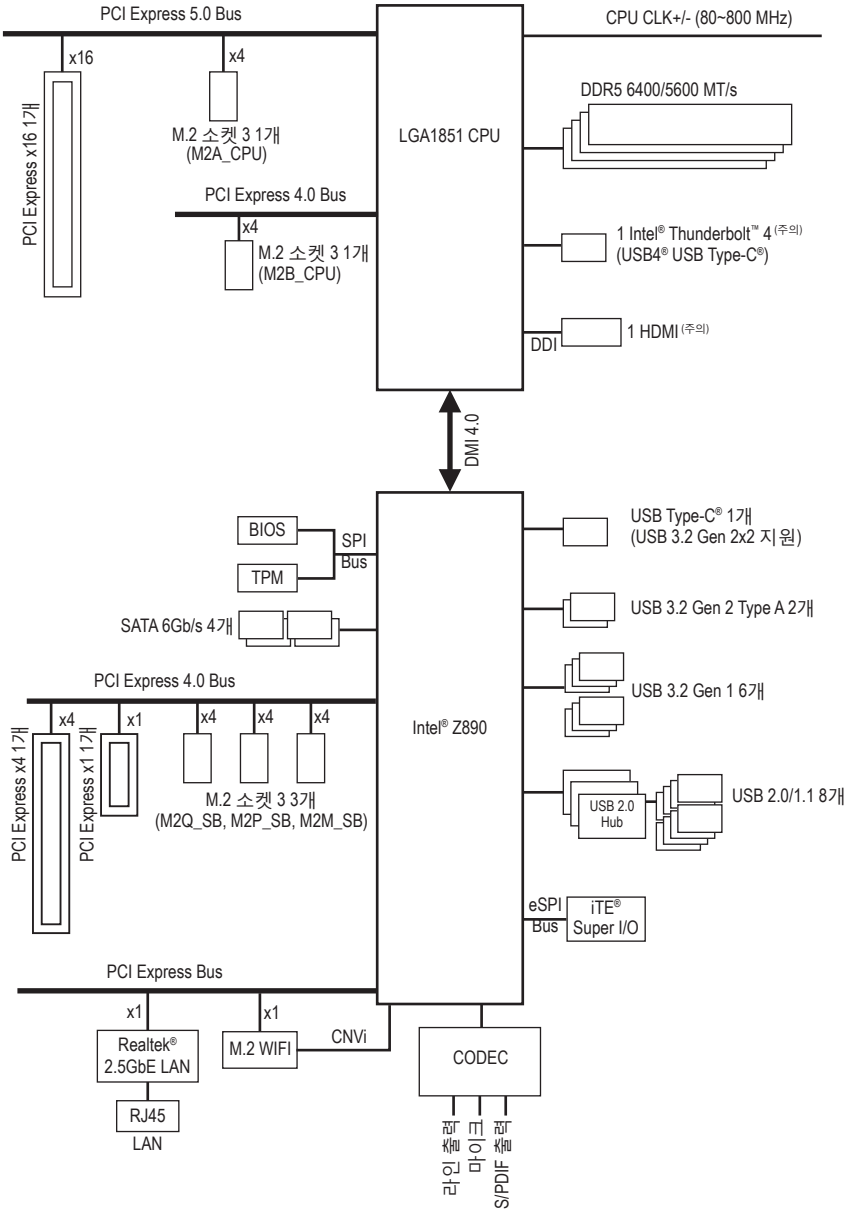 PCI Express 5.0 Bus
CPU CLK+/- (80~800 MHz)
x16
x4
DDR5 6400/5600 MT/s
PCI Express x16 1개
M.2 소켓 3 1개
(M2A_CPU)
LGA1851 CPU
PCI Express 4.0 Bus
x4
M.2 소켓 3 1개
(M2B_CPU)
1 Intel® Thunderbolt™ 4 (주의)
(USB4® USB Type-C®)
DDI
1 HDMI (주의)
DMI 4.0
BIOS
TPM
SPI
Bus
USB Type-C® 1개
(USB 3.2 Gen 2x2 지원)
SATA 6Gb/s 4개
USB 3.2 Gen 2 Type A 2개
PCI Express 4.0 Bus
USB 3.2 Gen 1 6개
x4
x1
x4
x4
x4
PCI Express x4 1개
PCI Express x1 1개
Intel® Z890
M.2 소켓 3 3개
(M2Q_SB, M2P_SB, M2M_SB)
USB 2.0
Hub
USB 2.0/1.1 8개
eSPI
Bus
iTE®
Super I/O
PCI Express Bus
x1
x1
Realtek®
2.5GbE LAN
M.2 WIFI
CNVi
CODEC
RJ45
LAN
라인 출력
마이크
S/PDIF 출력